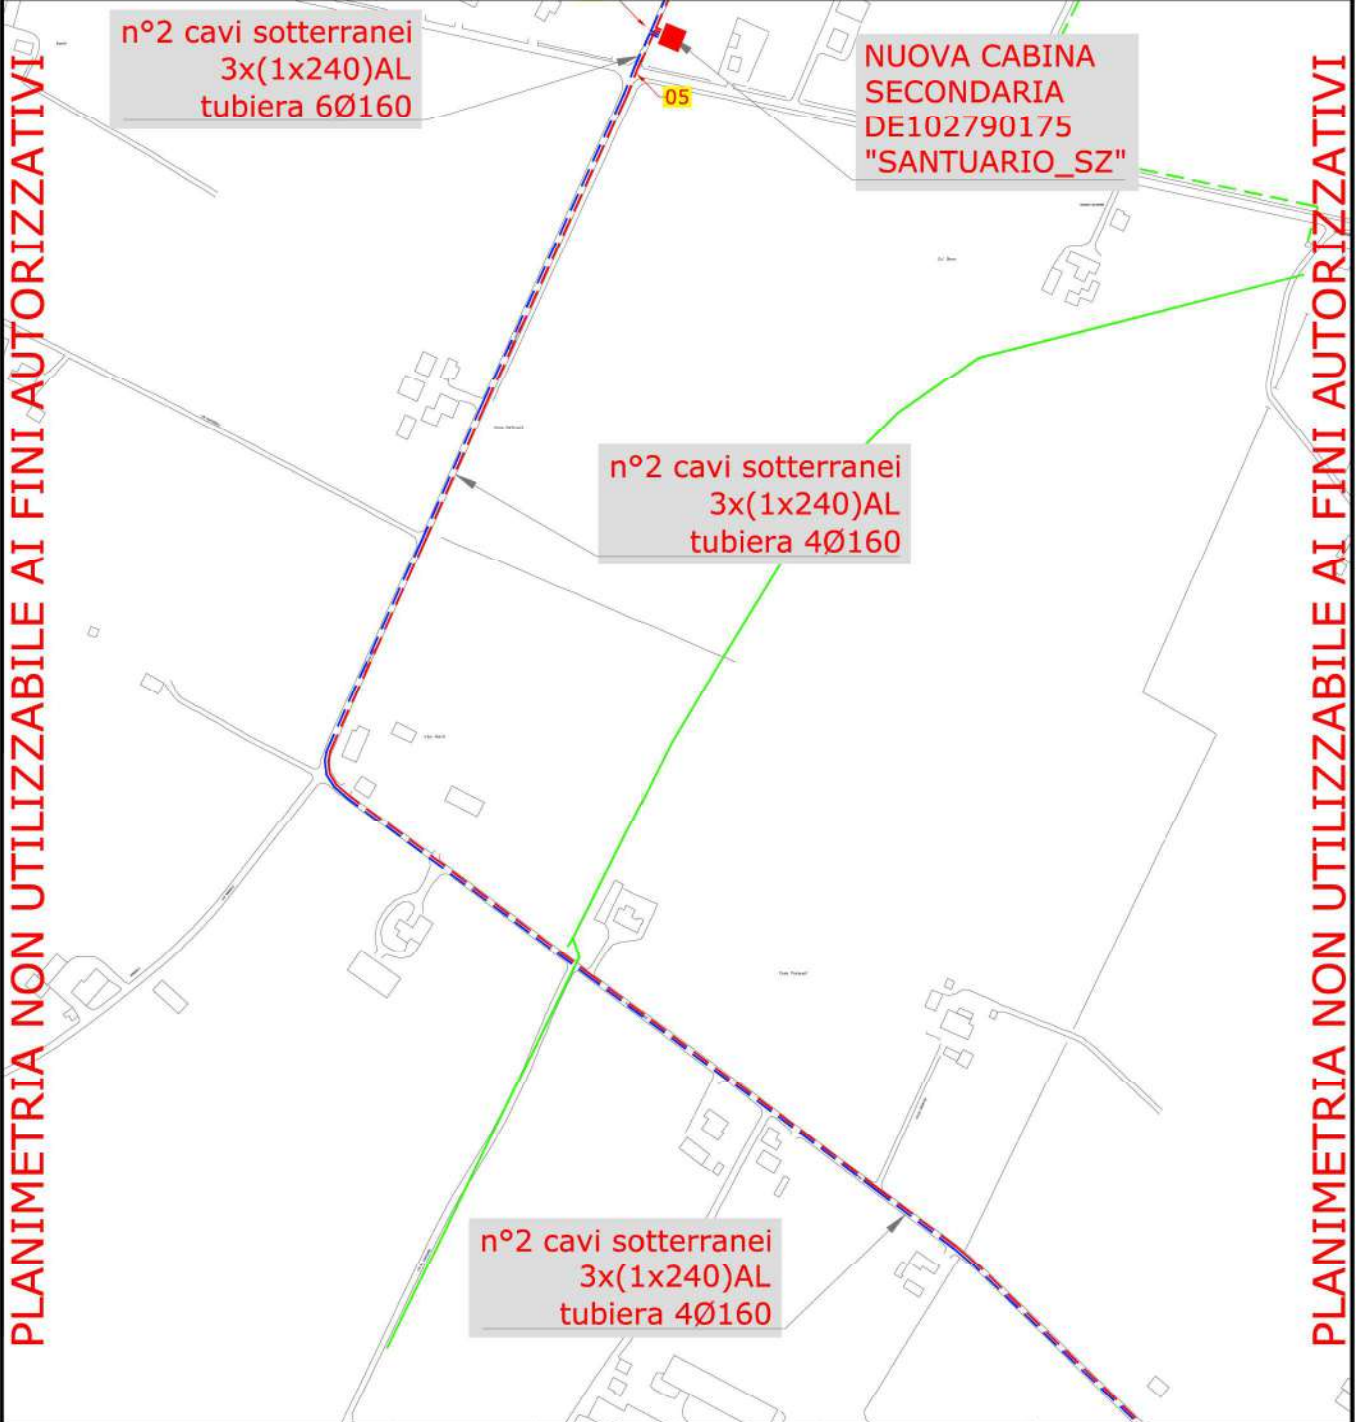 n°2 cavi sotterranei
3x(1x240)AL
tubiera 6Ø160
05
NUOVA CABINA
SECONDARIA
DE102790175
"SANTUARIO_SZ"
PLANIMETRIA NON UTILIZZABILE AI FINI AUTORIZZATIVI
n°2 cavi sotterranei
3x(1x240)AL
tubiera 4Ø160
n°2 cavi sotterranei
3x(1x240)AL
tubiera 4Ø160
PLANIMETRIA NON UTILIZZABILE AI FINI AUTORIZZATIVI